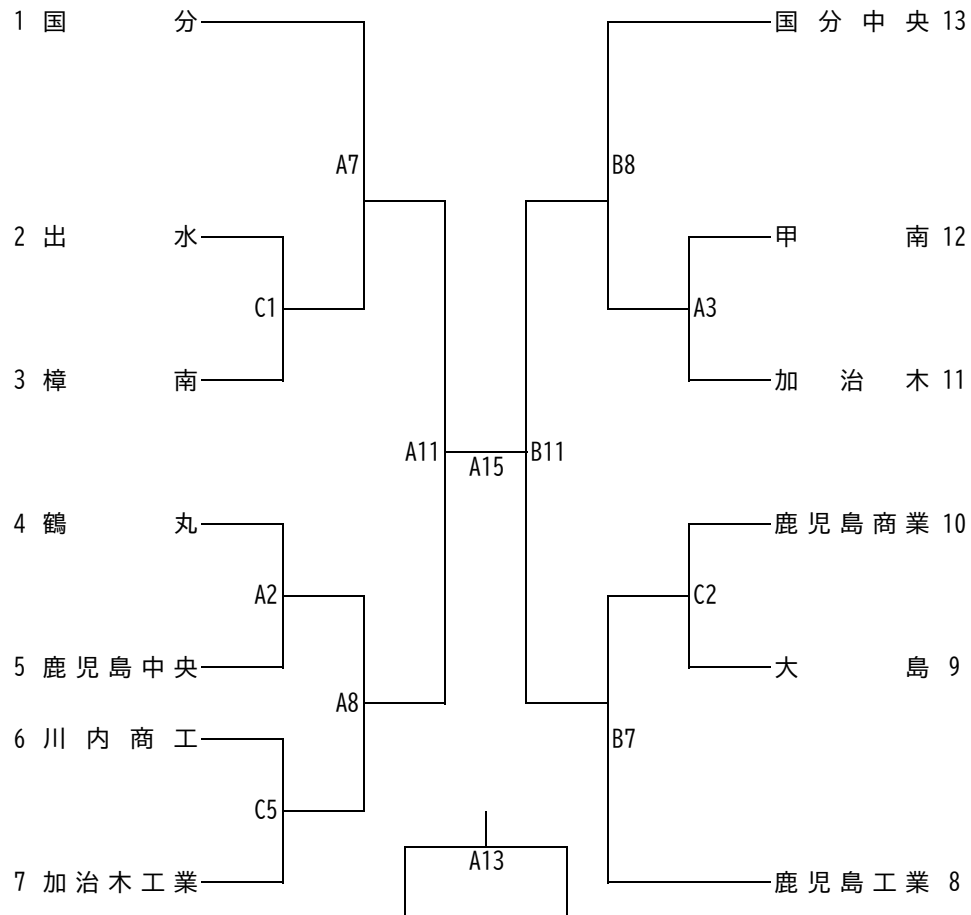 1 国分
国分中央 13
A7
B8
2 出水
甲南 12
C1
A3
3 樟南
加治木 11
A11
A15
B11
4 鶴丸
鹿児島商業 10
A2
C2
5 鹿児島中央
大島 9
A8
6 川内商工
B7
C5
A13
7 加治木工業
鹿児島工業 8